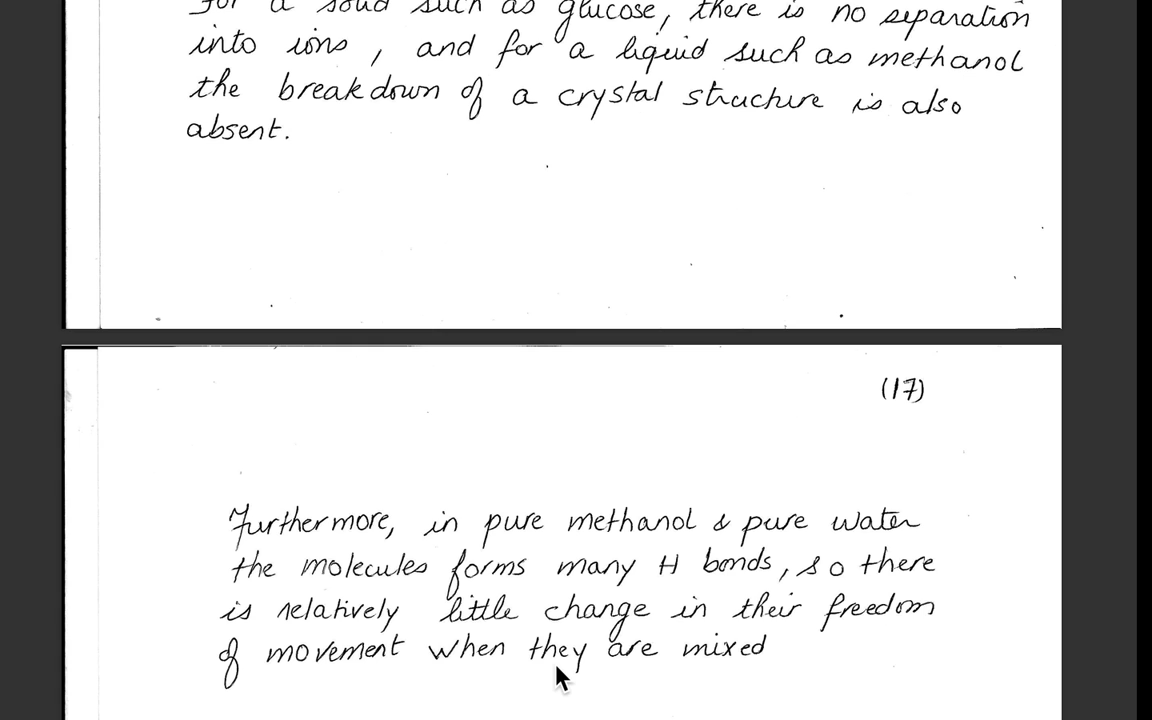 For a solid such as glucose, there is no separation
into ions, and for a liquid such as methanol
the breakdown of a crystal structure is also
absent.
(17)
Furthermore, in pure methanol & pure water
the molecules forms many H bonds, so there
is relatively little change in their freedom
of movement when they are mixed